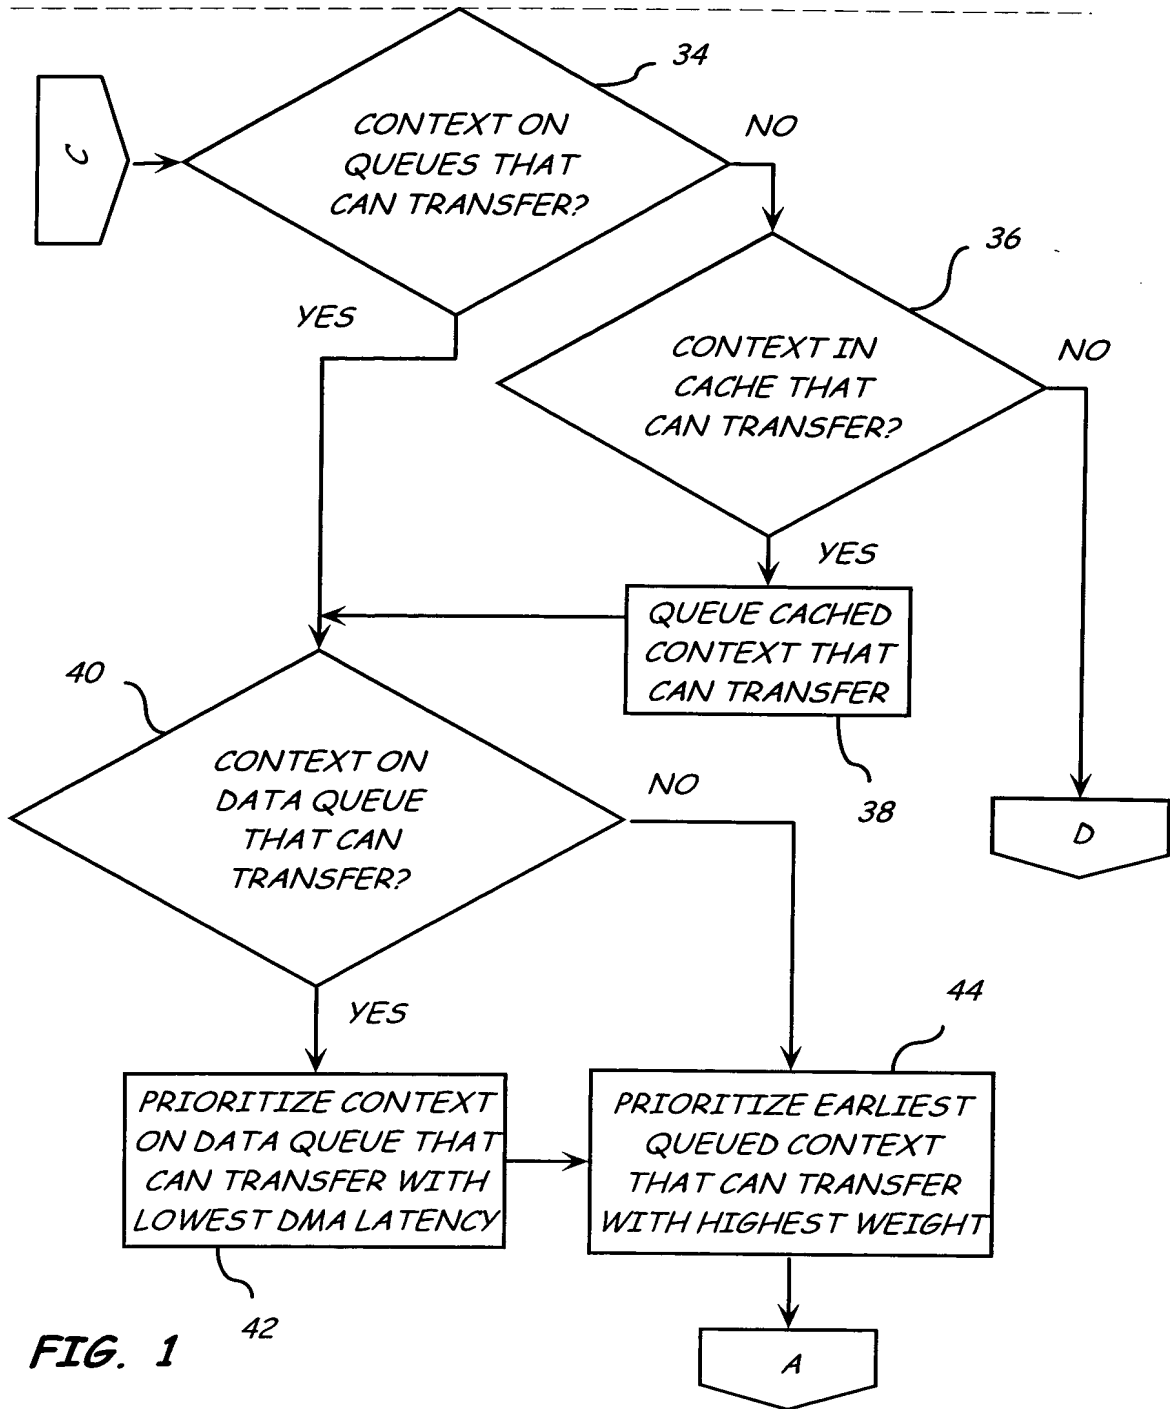 34
C
CONTEXT ON
QUEUES THAT
CAN TRANSFER?
NO
36
YES
CONTEXT IN
CACHE THAT
CAN TRANSFER?
NO
YES
QUEUE CACHED
CONTEXT THAT
CAN TRANSFER
38
40
CONTEXT ON
DATA QUEUE
THAT CAN
TRANSFER?
NO
D
YES
44
PRIORITIZE CONTEXT
ON DATA QUEUE THAT
CAN TRANSFER WITH
LOWEST DMA LATENCY
42
PRIORITIZE EARLIEST
QUEUED CONTEXT
THAT CAN TRANSFER
WITH HIGHEST WEIGHT
A
FIG. 1